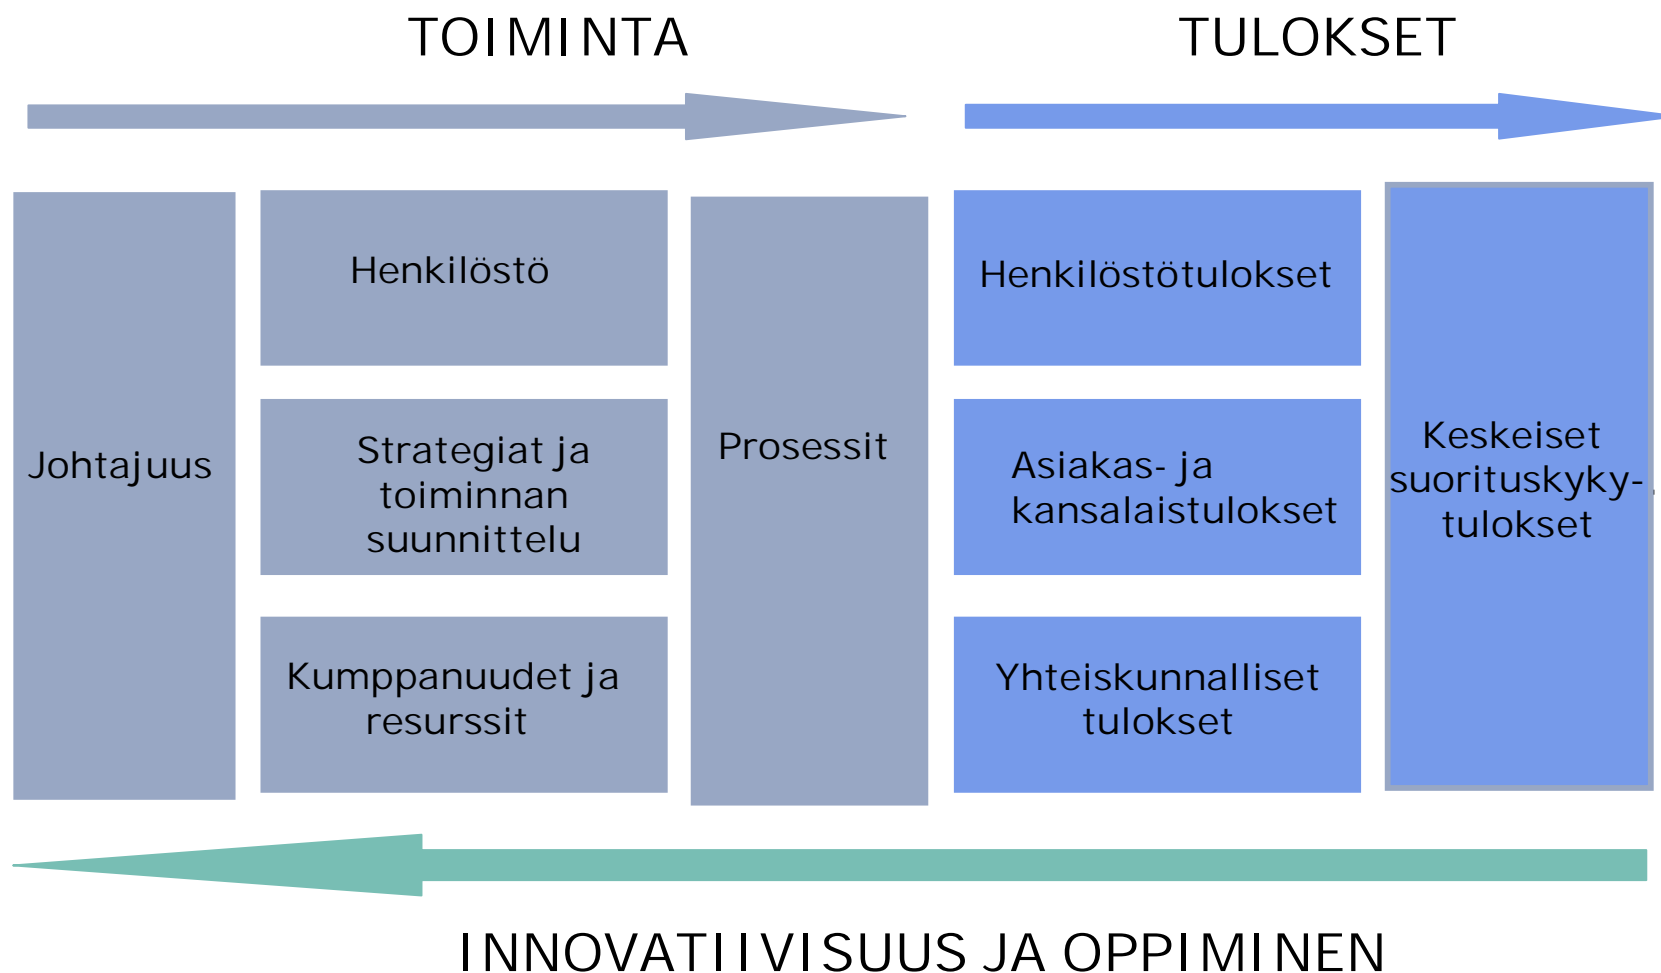 TOIMINTA
TULOKSET
Johtajuus
Henkilöstö
Strategiat ja
toiminnan
suunnittelu
Kumppanuudet ja
resurssit
Prosessit
Henkilöstötulokset
Asiakas- ja
kansalaistulokset
Yhteiskunnalliset
tulokset
Keskeiset
suorituskyky-
tulokset
INNOVATIIVISUUS JA OPPIMINEN